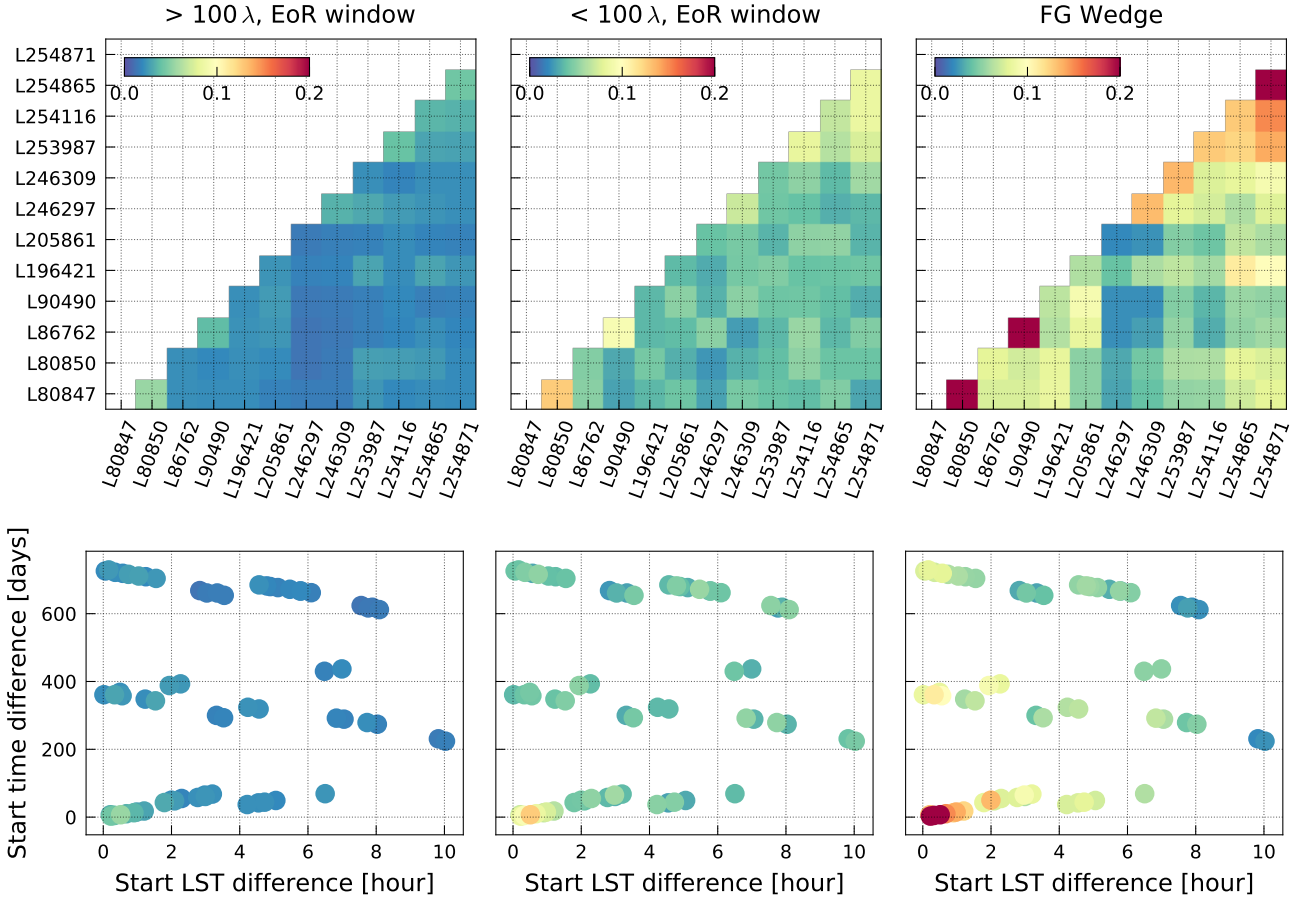 > 100 λ, EoR window
< 100 λ, EoR window
FG Wedge
L254871
L254865
L254116
L253987
L246309
L246297
L205861
L196421
L90490
L86762
L80850
L80847
0.0 0.1 0.2
0.0 0.1 0.2
0.0 0.1 0.2
L80847 L80850 L86762 L90490 L196421 L205861 L246297 L246309 L253987 L254116 L254865 L254871
L80847 L80850 L86762 L90490 L196421 L205861 L246297 L246309 L253987 L254116 L254865 L254871
L80847 L80850 L86762 L90490 L196421 L205861 L246297 L246309 L253987 L254116 L254865 L254871
Start time difference [days]
600
400
200
0
0 2 4 6 8 10
0 2 4 6 8 10
0 2 4 6 8 10
Start LST difference [hour]
Start LST difference [hour]
Start LST difference [hour]